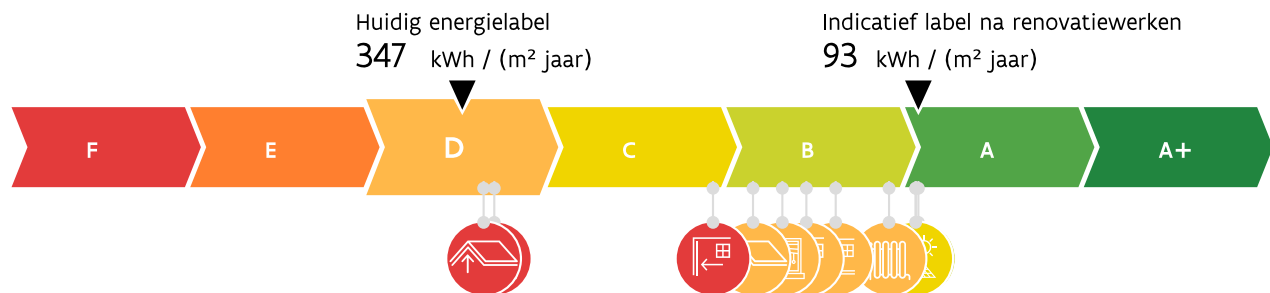 Huidig energielabel
347 kWh / (m² jaar)
Indicatief label na renovatiewerken
93 kWh / (m² jaar)
F E D C B A A+